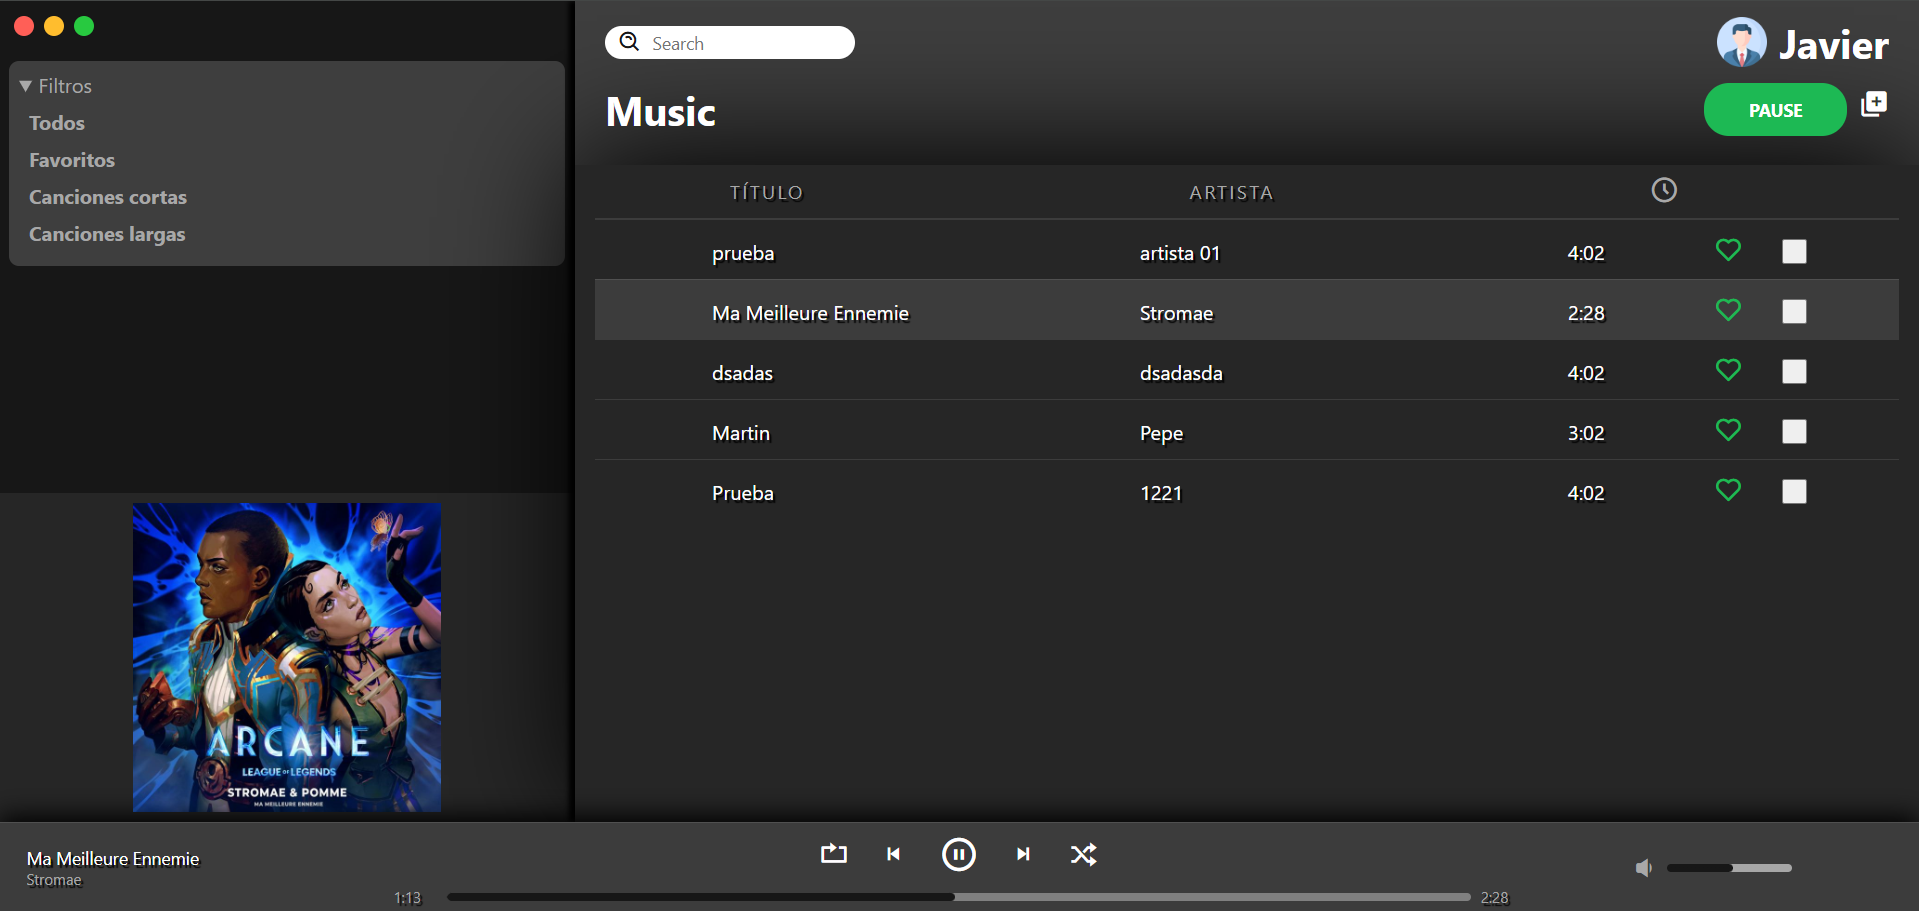 Search
Javier
Filtros
Todos
Favoritos
Canciones cortas
Canciones largas
Music
PAUSE
TÍTULO ARTISTA
prueba artista 01 4:02
Ma Meilleure Ennemie Stromae 2:28
dsadas dsadasda 4:02
Martin Pepe 3:02
Prueba 1221 4:02
ARCANE
LEAGUE OF LEGENDS
STROMAE & POMME
MA MEILLEURE ENNEMIE
Ma Meilleure Ennemie
Stromae
1:13 2:28